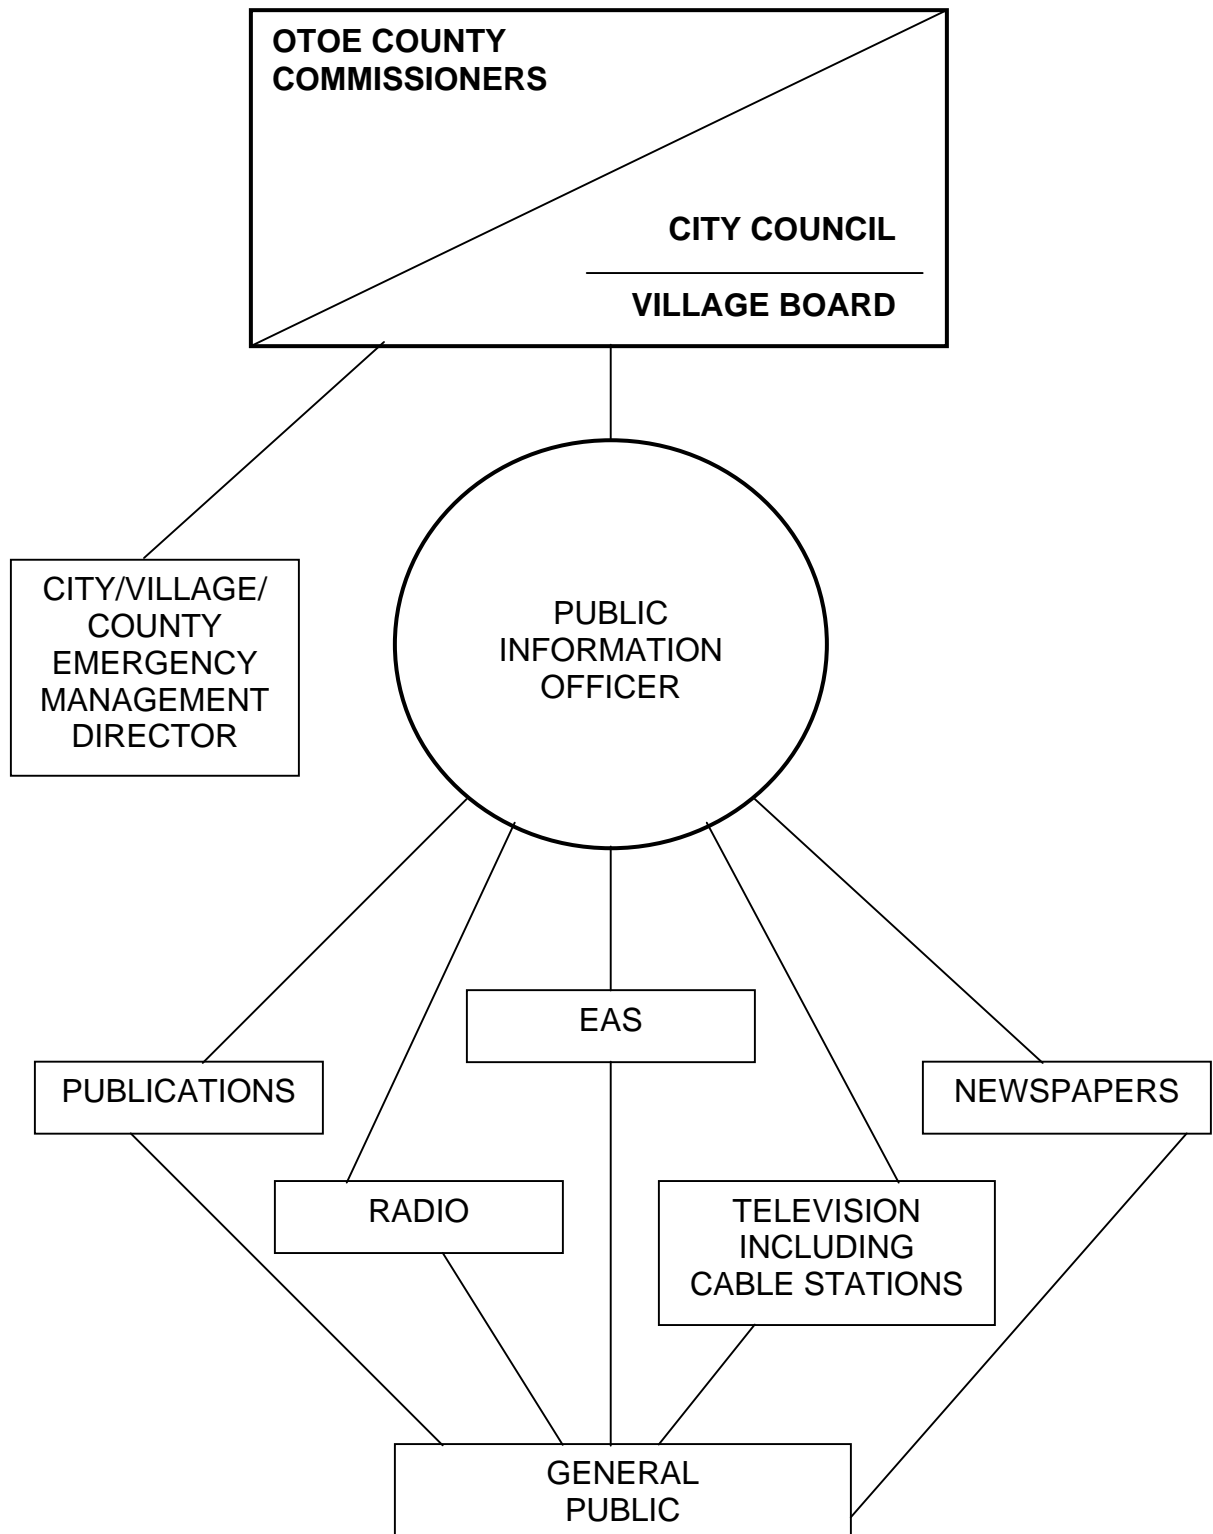 OTOE COUNTY
COMMISSIONERS
CITY COUNCIL
VILLAGE BOARD
CITY/VILLAGE/
COUNTY
EMERGENCY
MANAGEMENT
DIRECTOR
PUBLIC
INFORMATION
OFFICER
EAS
PUBLICATIONS
NEWSPAPERS
RADIO
TELEVISION
INCLUDING
CABLE STATIONS
GENERAL
PUBLIC